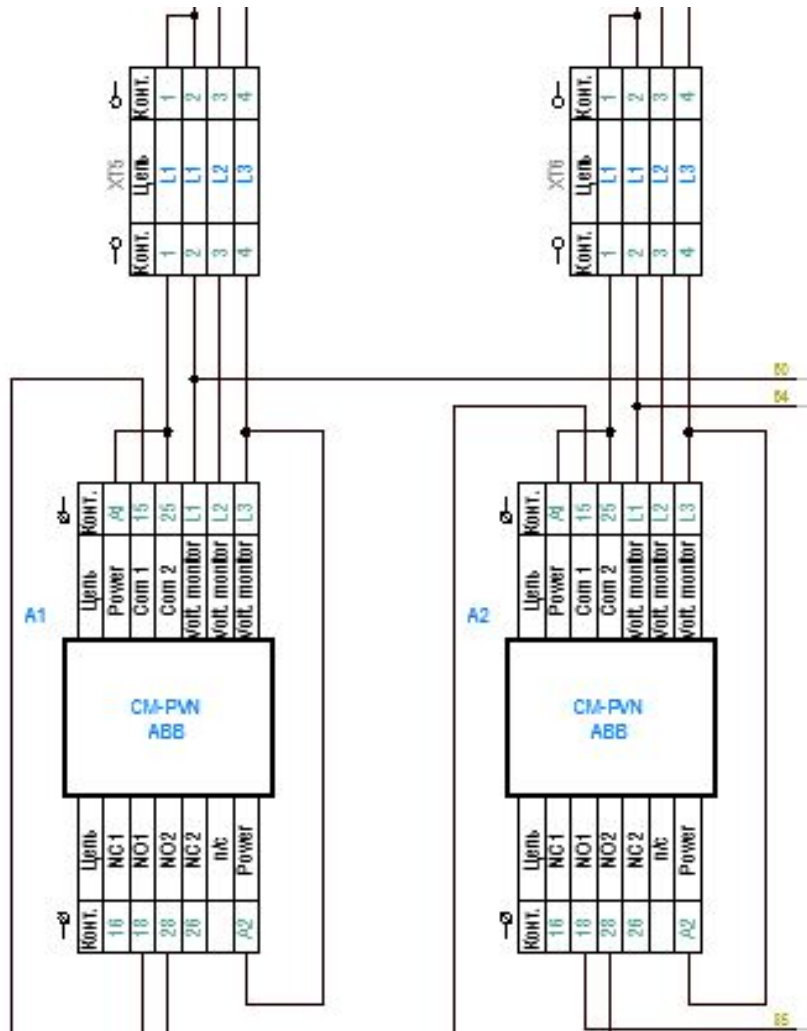 XT5
Конт. 1 2 3 4
Цепь L1 L1 L2 L3
Конт. 1 2 3 4
XT6
Конт. 1 2 3 4
Цепь L1 L1 L2 L3
Конт. 1 2 3 4
60
64
A1
Конт. A1 15 25 L1 L2 L3
Цепь Power Com 1 Com 2 Volt. monitor Volt. monitor Volt. monitor
CM-PVN
ABB
Цепь NC1 NO1 NO2 NC2 n/c Power
Конт. 16 18 28 26 A2
A2
Конт. A1 15 25 L1 L2 L3
Цепь Power Com 1 Com 2 Volt. monitor Volt. monitor Volt. monitor
CM-PVN
ABB
Цепь NC1 NO1 NO2 NC2 n/c Power
Конт. 16 18 28 26 A2